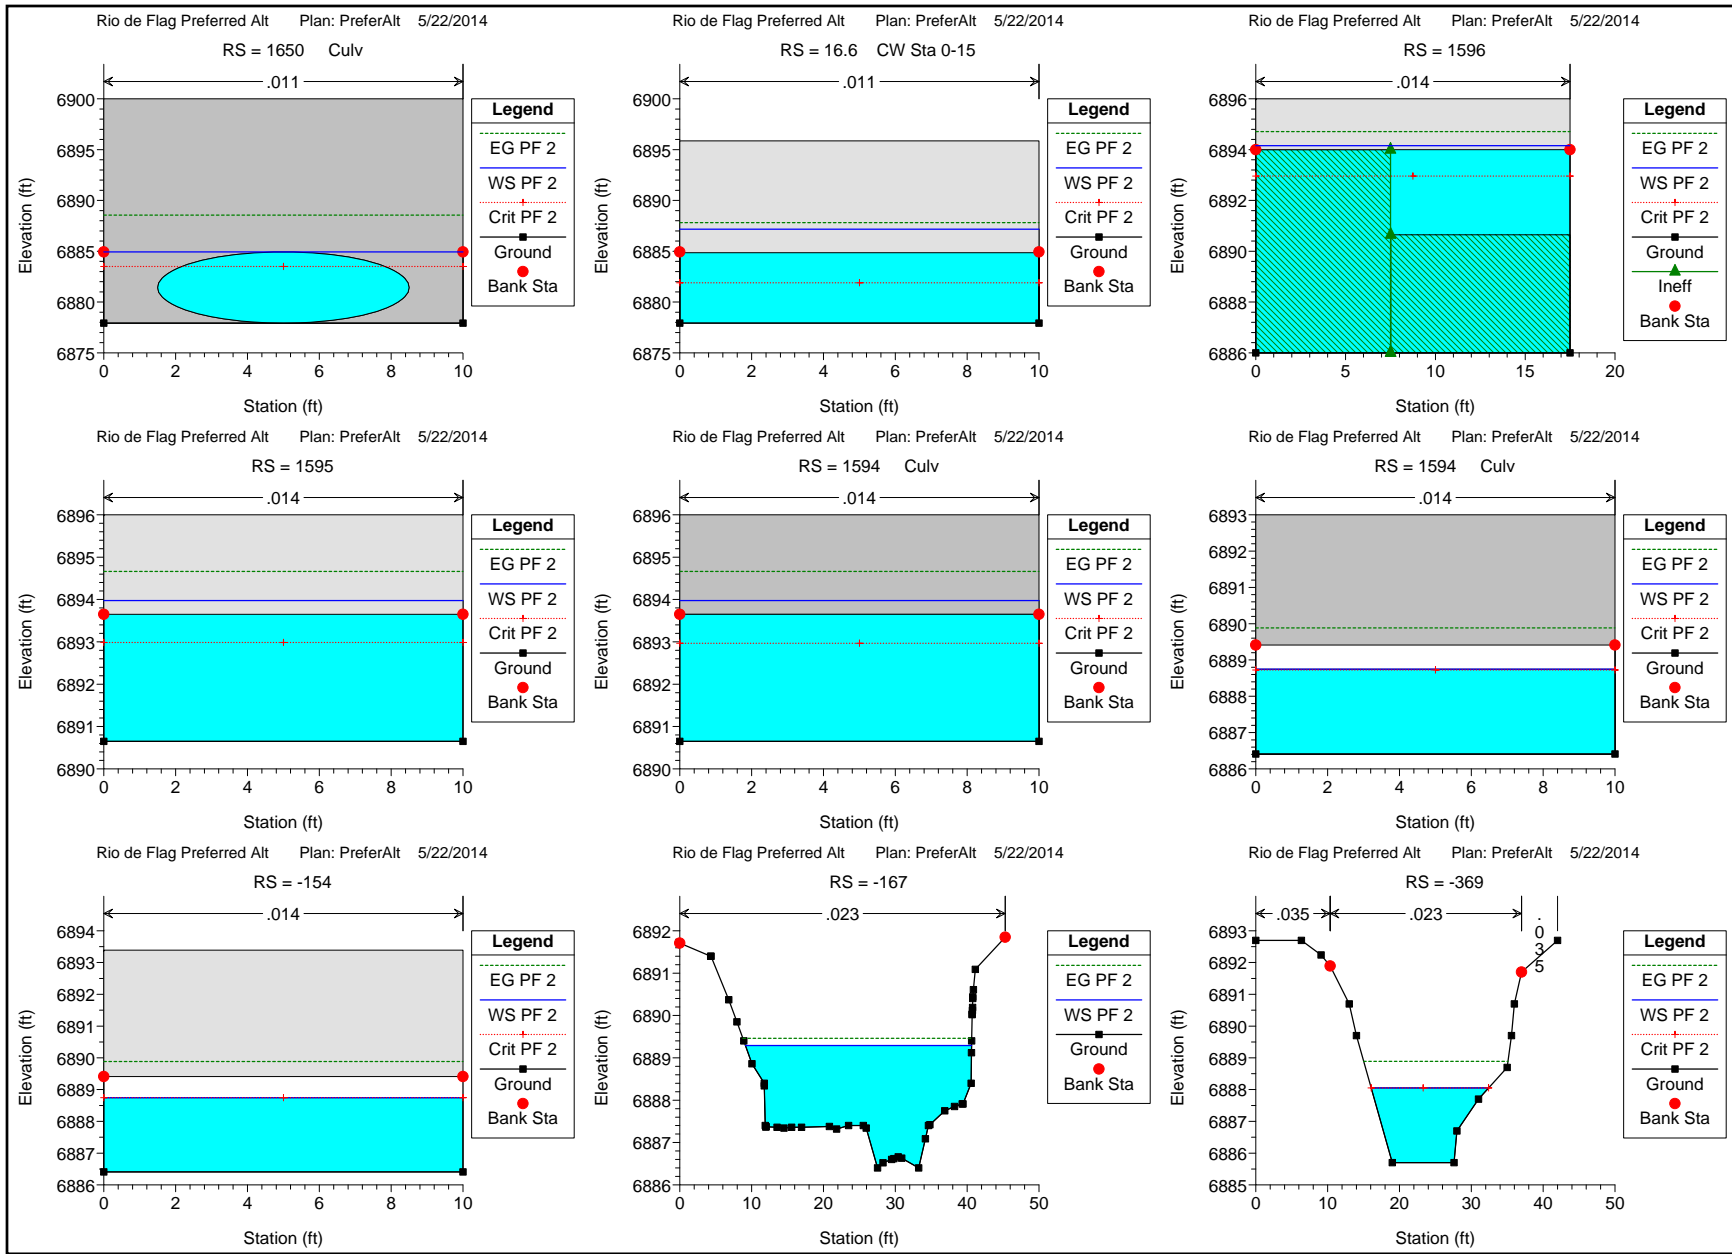 Rio de Flag Preferred Alt Plan: PreferAlt 5/22/2014
RS = 1650 Culv
.011
6900
6895
6890
6885
6880
6875
0 2 4 6 8 10
Station (ft)
Elevation (ft)
Legend
EG PF 2
WS PF 2
Crit PF 2
Ground
Bank Sta
Rio de Flag Preferred Alt Plan: PreferAlt 5/22/2014
RS = 16.6 CW Sta 0-15
.011
6900
6895
6890
6885
6880
6875
0 2 4 6 8 10
Station (ft)
Elevation (ft)
Legend
EG PF 2
WS PF 2
Crit PF 2
Ground
Bank Sta
Rio de Flag Preferred Alt Plan: PreferAlt 5/22/2014
RS = 1596
.014
6896
6894
6892
6890
6888
6886
0 5 10 15 20
Station (ft)
Elevation (ft)
Legend
EG PF 2
WS PF 2
Crit PF 2
Ground
Ineff
Bank Sta
Rio de Flag Preferred Alt Plan: PreferAlt 5/22/2014
RS = 1595
.014
6896
6895
6894
6893
6892
6891
6890
0 2 4 6 8 10
Station (ft)
Elevation (ft)
Legend
EG PF 2
WS PF 2
Crit PF 2
Ground
Bank Sta
Rio de Flag Preferred Alt Plan: PreferAlt 5/22/2014
RS = 1594 Culv
.014
6896
6895
6894
6893
6892
6891
6890
0 2 4 6 8 10
Station (ft)
Elevation (ft)
Legend
EG PF 2
WS PF 2
Crit PF 2
Ground
Bank Sta
Rio de Flag Preferred Alt Plan: PreferAlt 5/22/2014
RS = 1594 Culv
.014
6893
6892
6891
6890
6889
6888
6887
6886
0 2 4 6 8 10
Station (ft)
Elevation (ft)
Legend
EG PF 2
WS PF 2
Crit PF 2
Ground
Bank Sta
Rio de Flag Preferred Alt Plan: PreferAlt 5/22/2014
RS = -154
.014
6894
6893
6892
6891
6890
6889
6888
6887
6886
0 2 4 6 8 10
Station (ft)
Elevation (ft)
Legend
EG PF 2
WS PF 2
Crit PF 2
Ground
Bank Sta
Rio de Flag Preferred Alt Plan: PreferAlt 5/22/2014
RS = -167
.023
6892
6891
6890
6889
6888
6887
6886
0 10 20 30 40 50
Station (ft)
Elevation (ft)
Legend
EG PF 2
WS PF 2
Ground
Bank Sta
Rio de Flag Preferred Alt Plan: PreferAlt 5/22/2014
RS = -369
.035 .023 .035
6893
6892
6891
6890
6889
6888
6887
6886
6885
0 10 20 30 40 50
Station (ft)
Elevation (ft)
Legend
EG PF 2
WS PF 2
Crit PF 2
Ground
Bank Sta